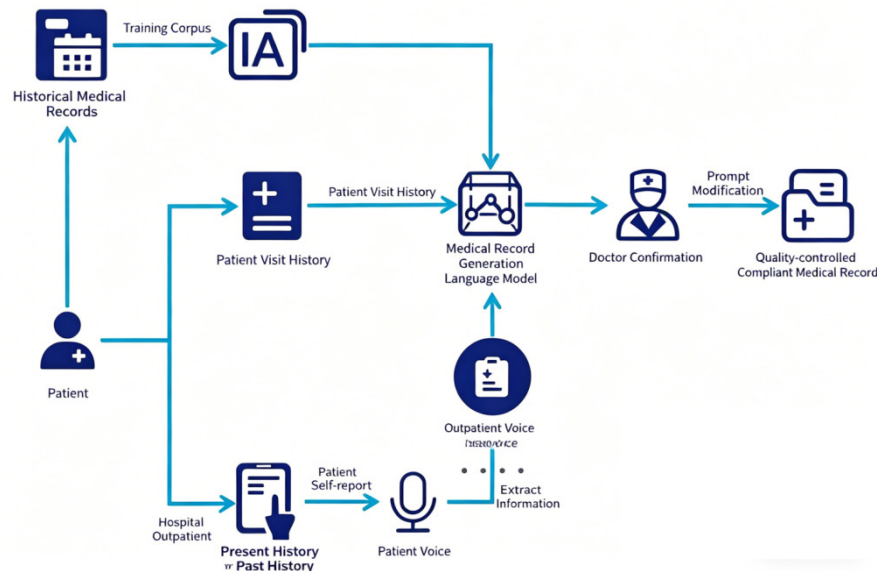 Training Corpus
IA
Historical Medical
Records
Patient Visit History
Patient Visit History
Medical Record
Generation
Language Model
Doctor Confirmation
Prompt
Modification
Quality-controlled
Compliant Medical Record
Patient
Outpatient Voice
Patient
Self-report
Extract
Information
Hospital
Outpatient
Patient Voice
Present History
Past History